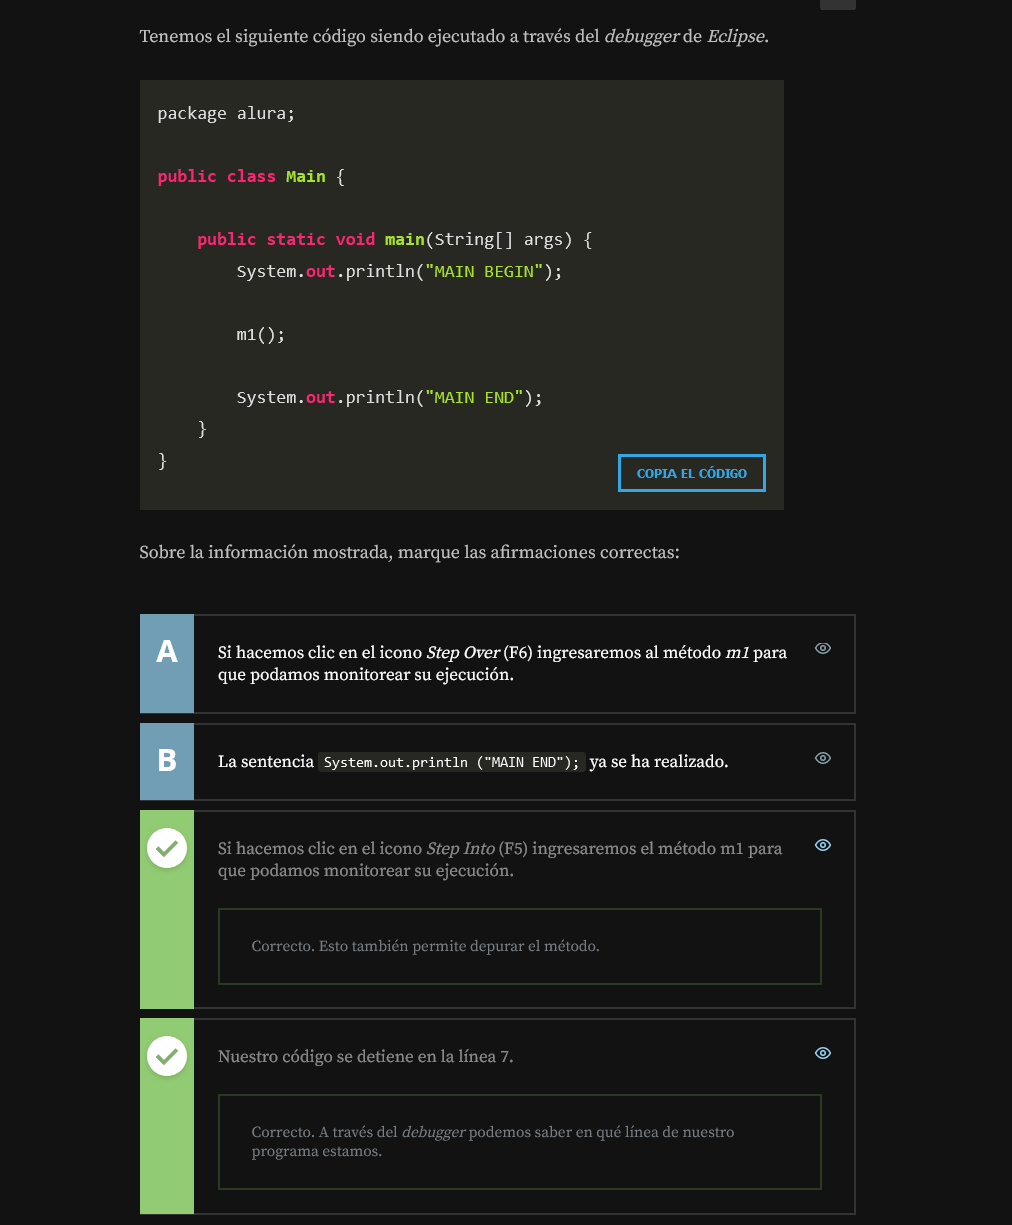 Tenemos el siguiente código siendo ejecutado a través del debugger de Eclipse.
package alura;
public class Main {
public static void main(String[] args) {
System.out.println("MAIN BEGIN");
m1();
System.out.println("MAIN END");
}
}
COPIA EL CÓDIGO
Sobre la información mostrada, marque las afirmaciones correctas:
A
Si hacemos clic en el icono Step Over (F6) ingresaremos al método m1 para
que podamos monitorear su ejecución.
B
La sentencia System.out.println ("MAIN END"); ya se ha realizado.
Si hacemos clic en el icono Step Into (F5) ingresaremos el método m1 para
que podamos monitorear su ejecución.
Correcto. Esto también permite depurar el método.
Nuestro código se detiene en la línea 7.
Correcto. A través del debugger podemos saber en qué línea de nuestro
programa estamos.